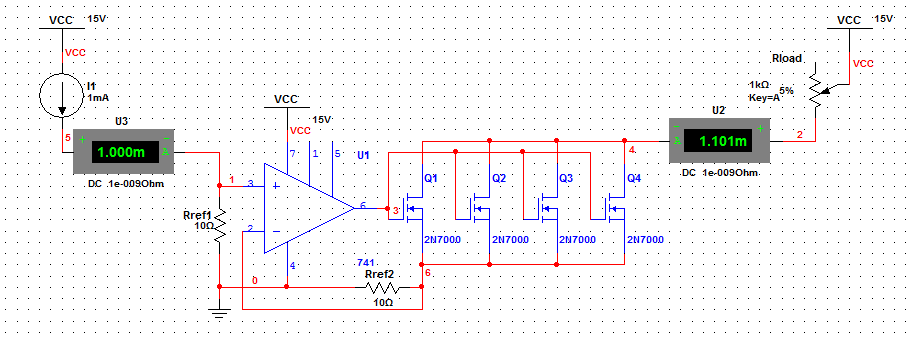 VCC 15V
VCC
I1
1mA
5
U3
+ − A
1.000m
DC 1e-009Ohm
1
Rref1
10Ω
0
VCC
15V
VCC
7 1 5
U1
3 +
2 −
6
4
741
Rref2
10Ω
3
Q1 Q2 Q3 Q4
2N7000 2N7000 2N7000 2N7000
6
4
U2
− + A
1.101m
DC 1e-009Ohm
2
VCC 15V
VCC
Rload
1kΩ
Key=A 5%